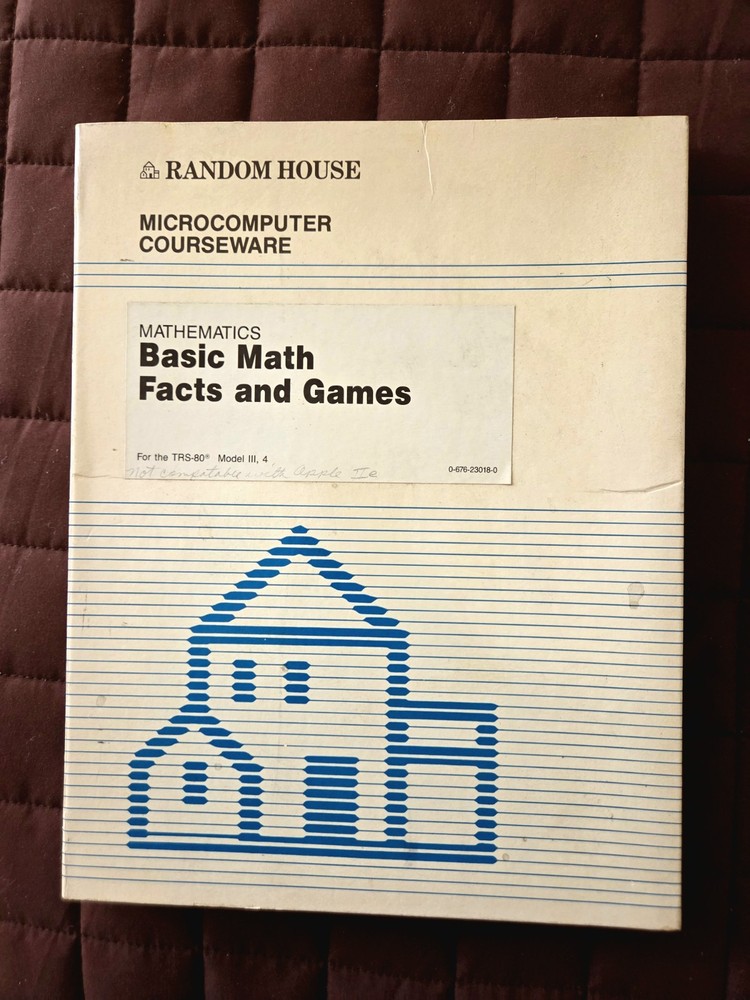 RANDOM HOUSE
MICROCOMPUTER
COURSEWARE
MATHEMATICS
Basic Math
Facts and Games
For the TRS-80® Model III, 4
0-676-23018-0
Not compatable with Apple IIe